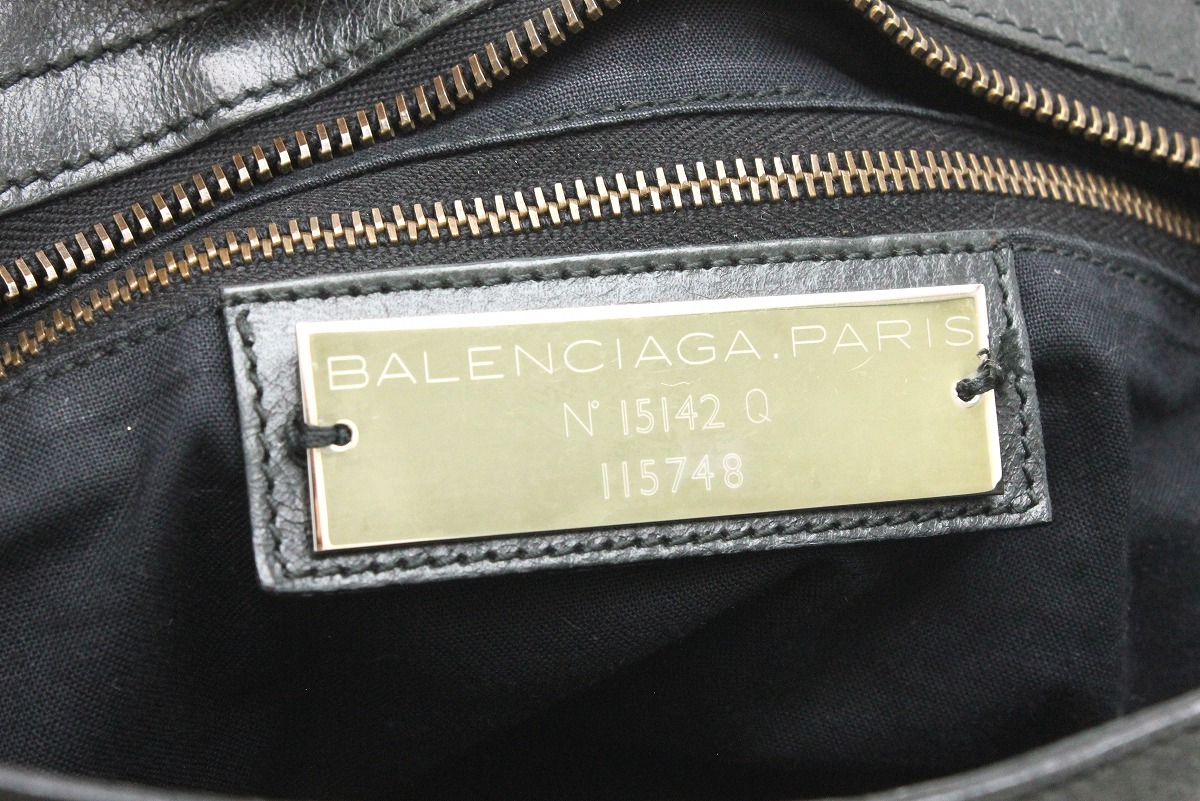 BALENCIAGA.PARIS
N° 15142 Q
115748